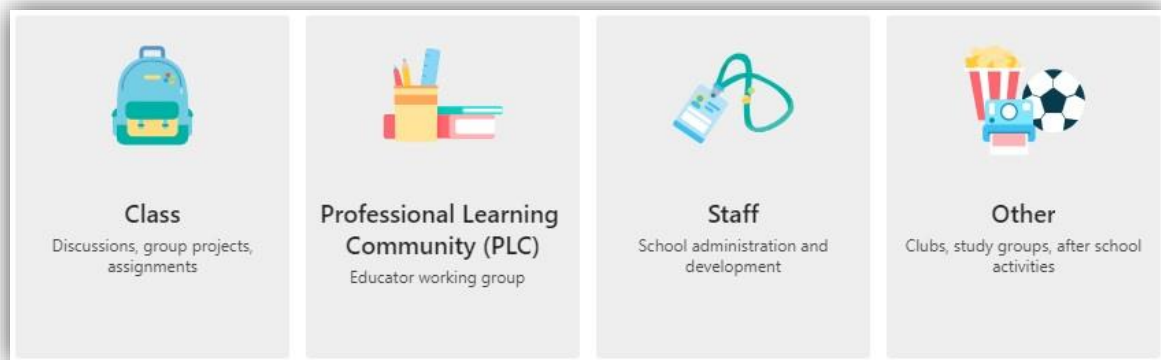 Class
Discussions, group projects,
assignments
Professional Learning
Community (PLC)
Educator working group
Staff
School administration and
development
Other
Clubs, study groups, after school
activities